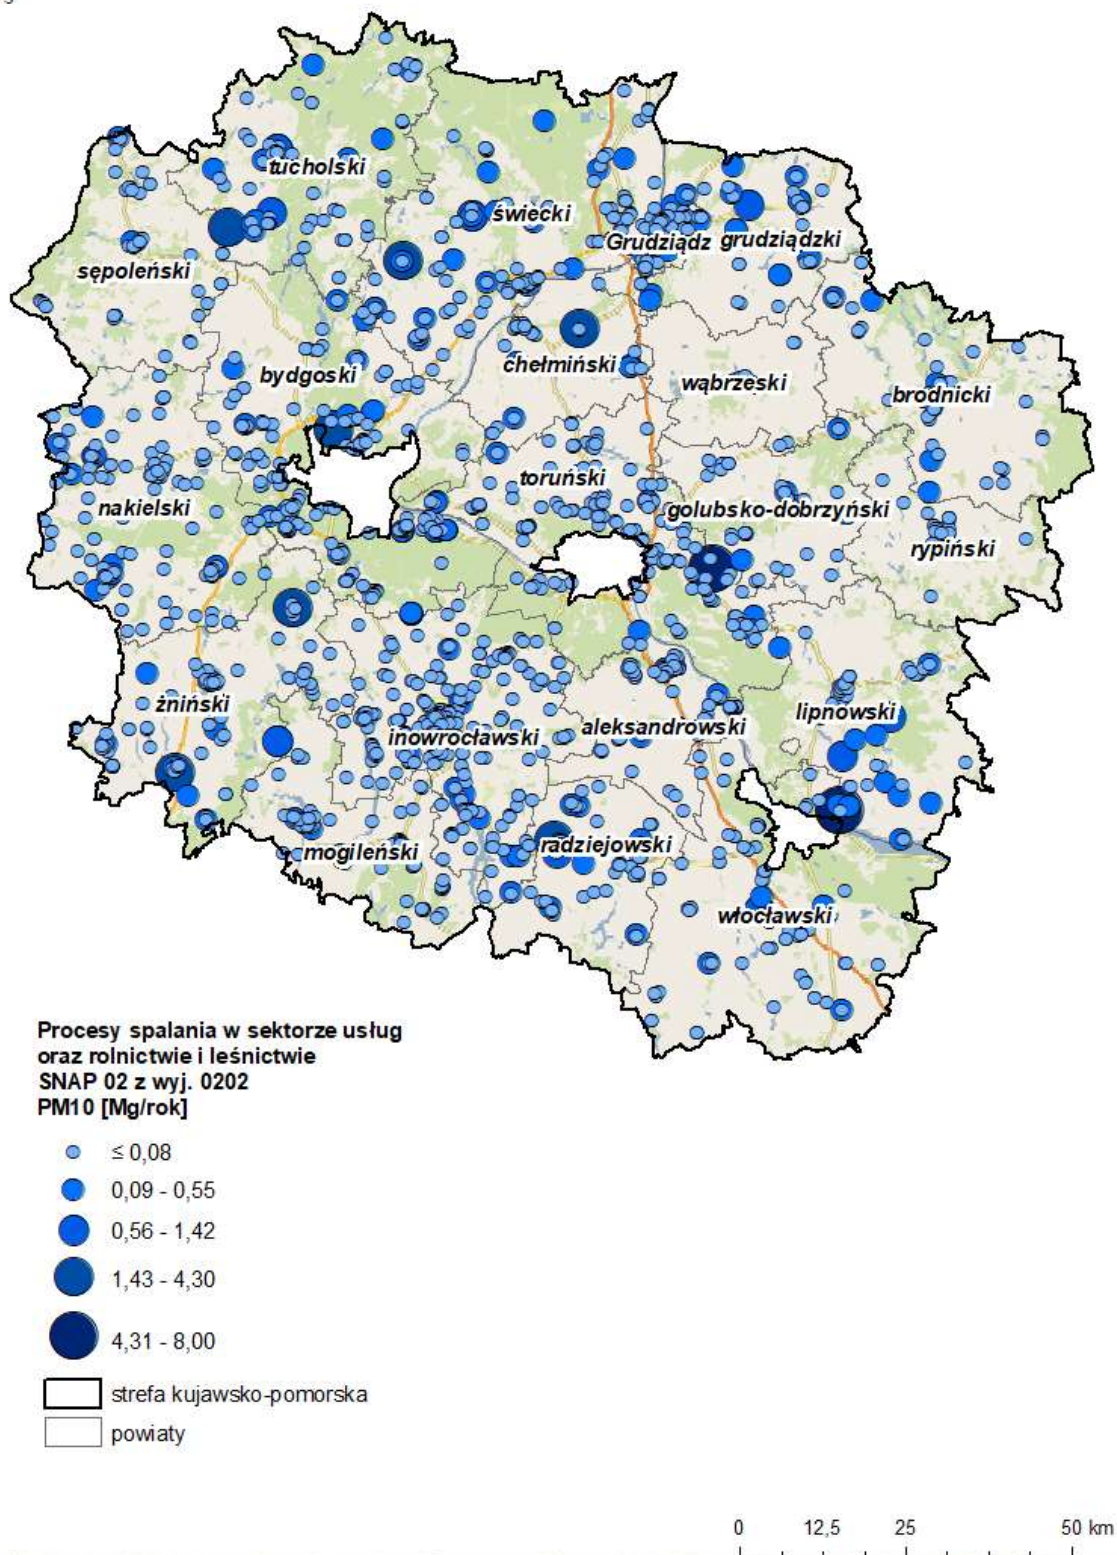 tucholski
świecki
Grudziądz grudziądzki
sępoleński
chełmiński
bydgoski
wąbrzeski
brodnicki
toruński
nakielski
golubsko-dobrzyński
rypiński
żniński
lipnowski
aleksandrowski
inowrocławski
radziejowski
mogileński
włocławski
Procesy spalania w sektorze usług
oraz rolnictwie i leśnictwie
SNAP 02 z wyj. 0202
PM10 [Mg/rok]
≤ 0,08
0,09 - 0,55
0,56 - 1,42
1,43 - 4,30
4,31 - 8,00
strefa kujawsko-pomorska
powiaty
0 12,5 25 50 km